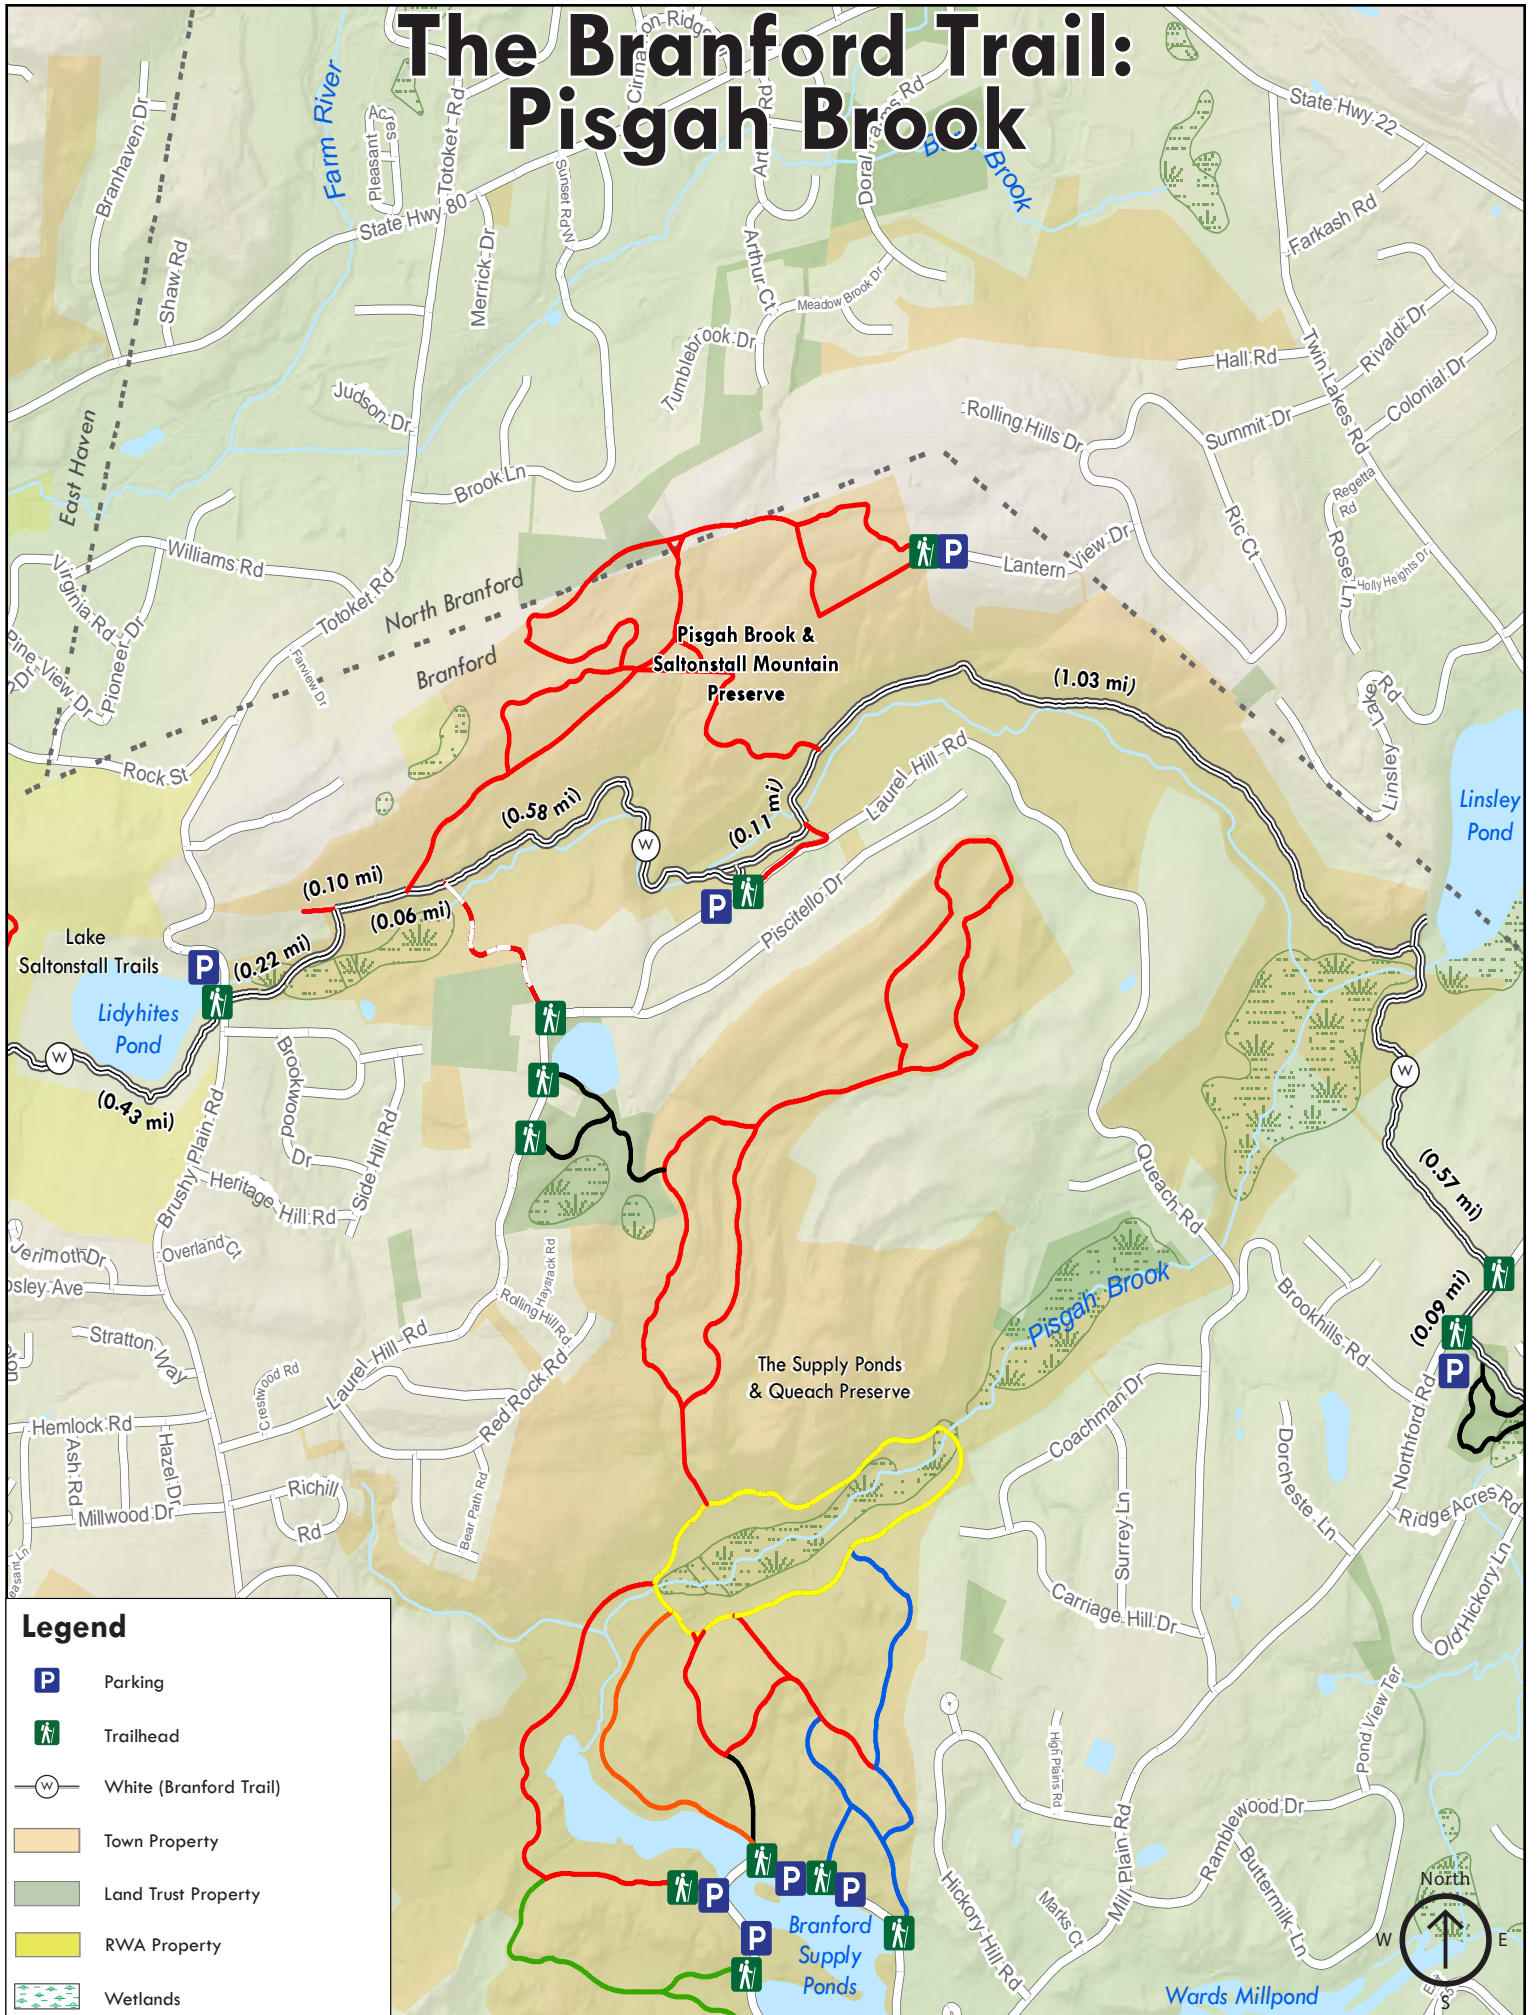 The Branford Trail:
Pisgah Brook
Farm River
Branhaven Dr
Shaw Rd
Pleasant Acres
Totoket Rd
State Hwy 80
Merrick Dr
Sunset Rd W
Arthur Ct
Meadow Brook Dr
Tumblebrook Dr
Brook
State Hwy 22
Farkash Rd
Hall Rd
Rivaldi Dr
Twin Lakes Rd
Colonial Dr
Summit Dr
Rolling Hills Dr
Regetta
Rd
Ric Ct
Rose Ln
Holly Heights Dr
Judson Dr
Brook Ln
East Haven
Williams Rd
Virginia Rd
Pioneer Dr
Pine View Dr
Totoket Rd
Farview Dr
North Branford
Branford
Rock St
Lantern View Dr
Pisgah Brook &
Saltonstall Mountain
Preserve
(1.03 mi)
Lake Rd
Linsley
Linsley
Pond
Laurel Hill Rd
(0.58 mi)
(0.11 mi)
W
Piscitello Dr
(0.10 mi)
(0.06 mi)
(0.22 mi)
Lake
Saltonstall Trails
P
P
P
Lidyhites
Pond
W
(0.43 mi)
Brookwood
Dr
Brushy Plain Rd
Side Hill Rd
Heritage Hill Rd
Overland Ct
Jerimoth Dr
osley Ave
Stratton Way
Crestwood Rd
Laurel Hill Rd
Haystack Rd
Rolling Hill Rd
Red Rock Rd
Hemlock Rd
Ash Rd
Hazel Dr
Millwood Dr
Richill
Rd
Bear Path Rd
easant Ln
W
(0.57 mi)
(0.09 mi)
P
Queach Rd
Pisgah Brook
Brookhills Rd
The Supply Ponds
& Queach Preserve
Coachman Dr
Surrey Ln
Carriage Hill Dr
Dorcheste Ln
Northford Rd
Ridge Acres Rd
Old Hickory Ln
Pond View Ter
High Plains Rd
Mill Plain Rd
Ramblewood Dr
Buttermilk Ln
Hickory Hill Rd
Marks Ct
P
P
P
P
Branford
Supply
Ponds
Wards Millpond
North
W
E
S
Legend
P Parking
Trailhead
W White (Branford Trail)
Town Property
Land Trust Property
RWA Property
Wetlands